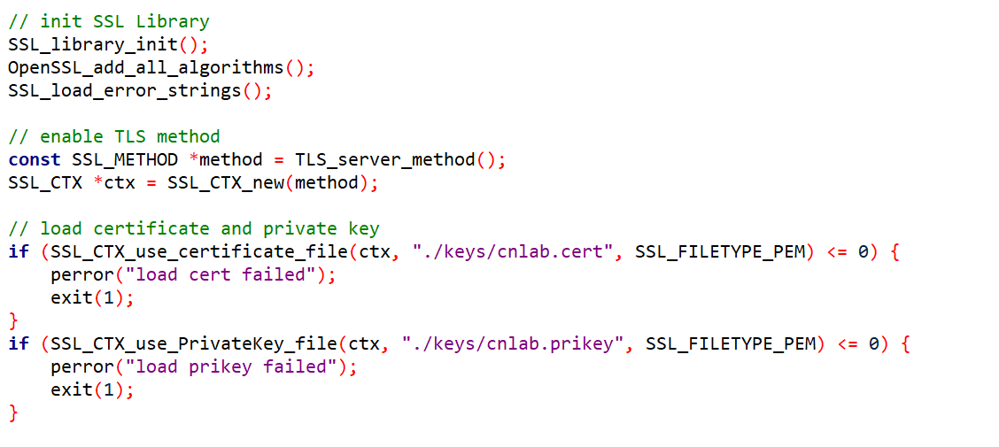 // init SSL Library
SSL_library_init();
OpenSSL_add_all_algorithms();
SSL_load_error_strings();

// enable TLS method
const SSL_METHOD *method = TLS_server_method();
SSL_CTX *ctx = SSL_CTX_new(method);

// load certificate and private key
if (SSL_CTX_use_certificate_file(ctx, "./keys/cnlab.cert", SSL_FILETYPE_PEM) <= 0) {
    perror("load cert failed");
    exit(1);
}
if (SSL_CTX_use_PrivateKey_file(ctx, "./keys/cnlab.prikey", SSL_FILETYPE_PEM) <= 0) {
    perror("load prikey failed");
    exit(1);
}